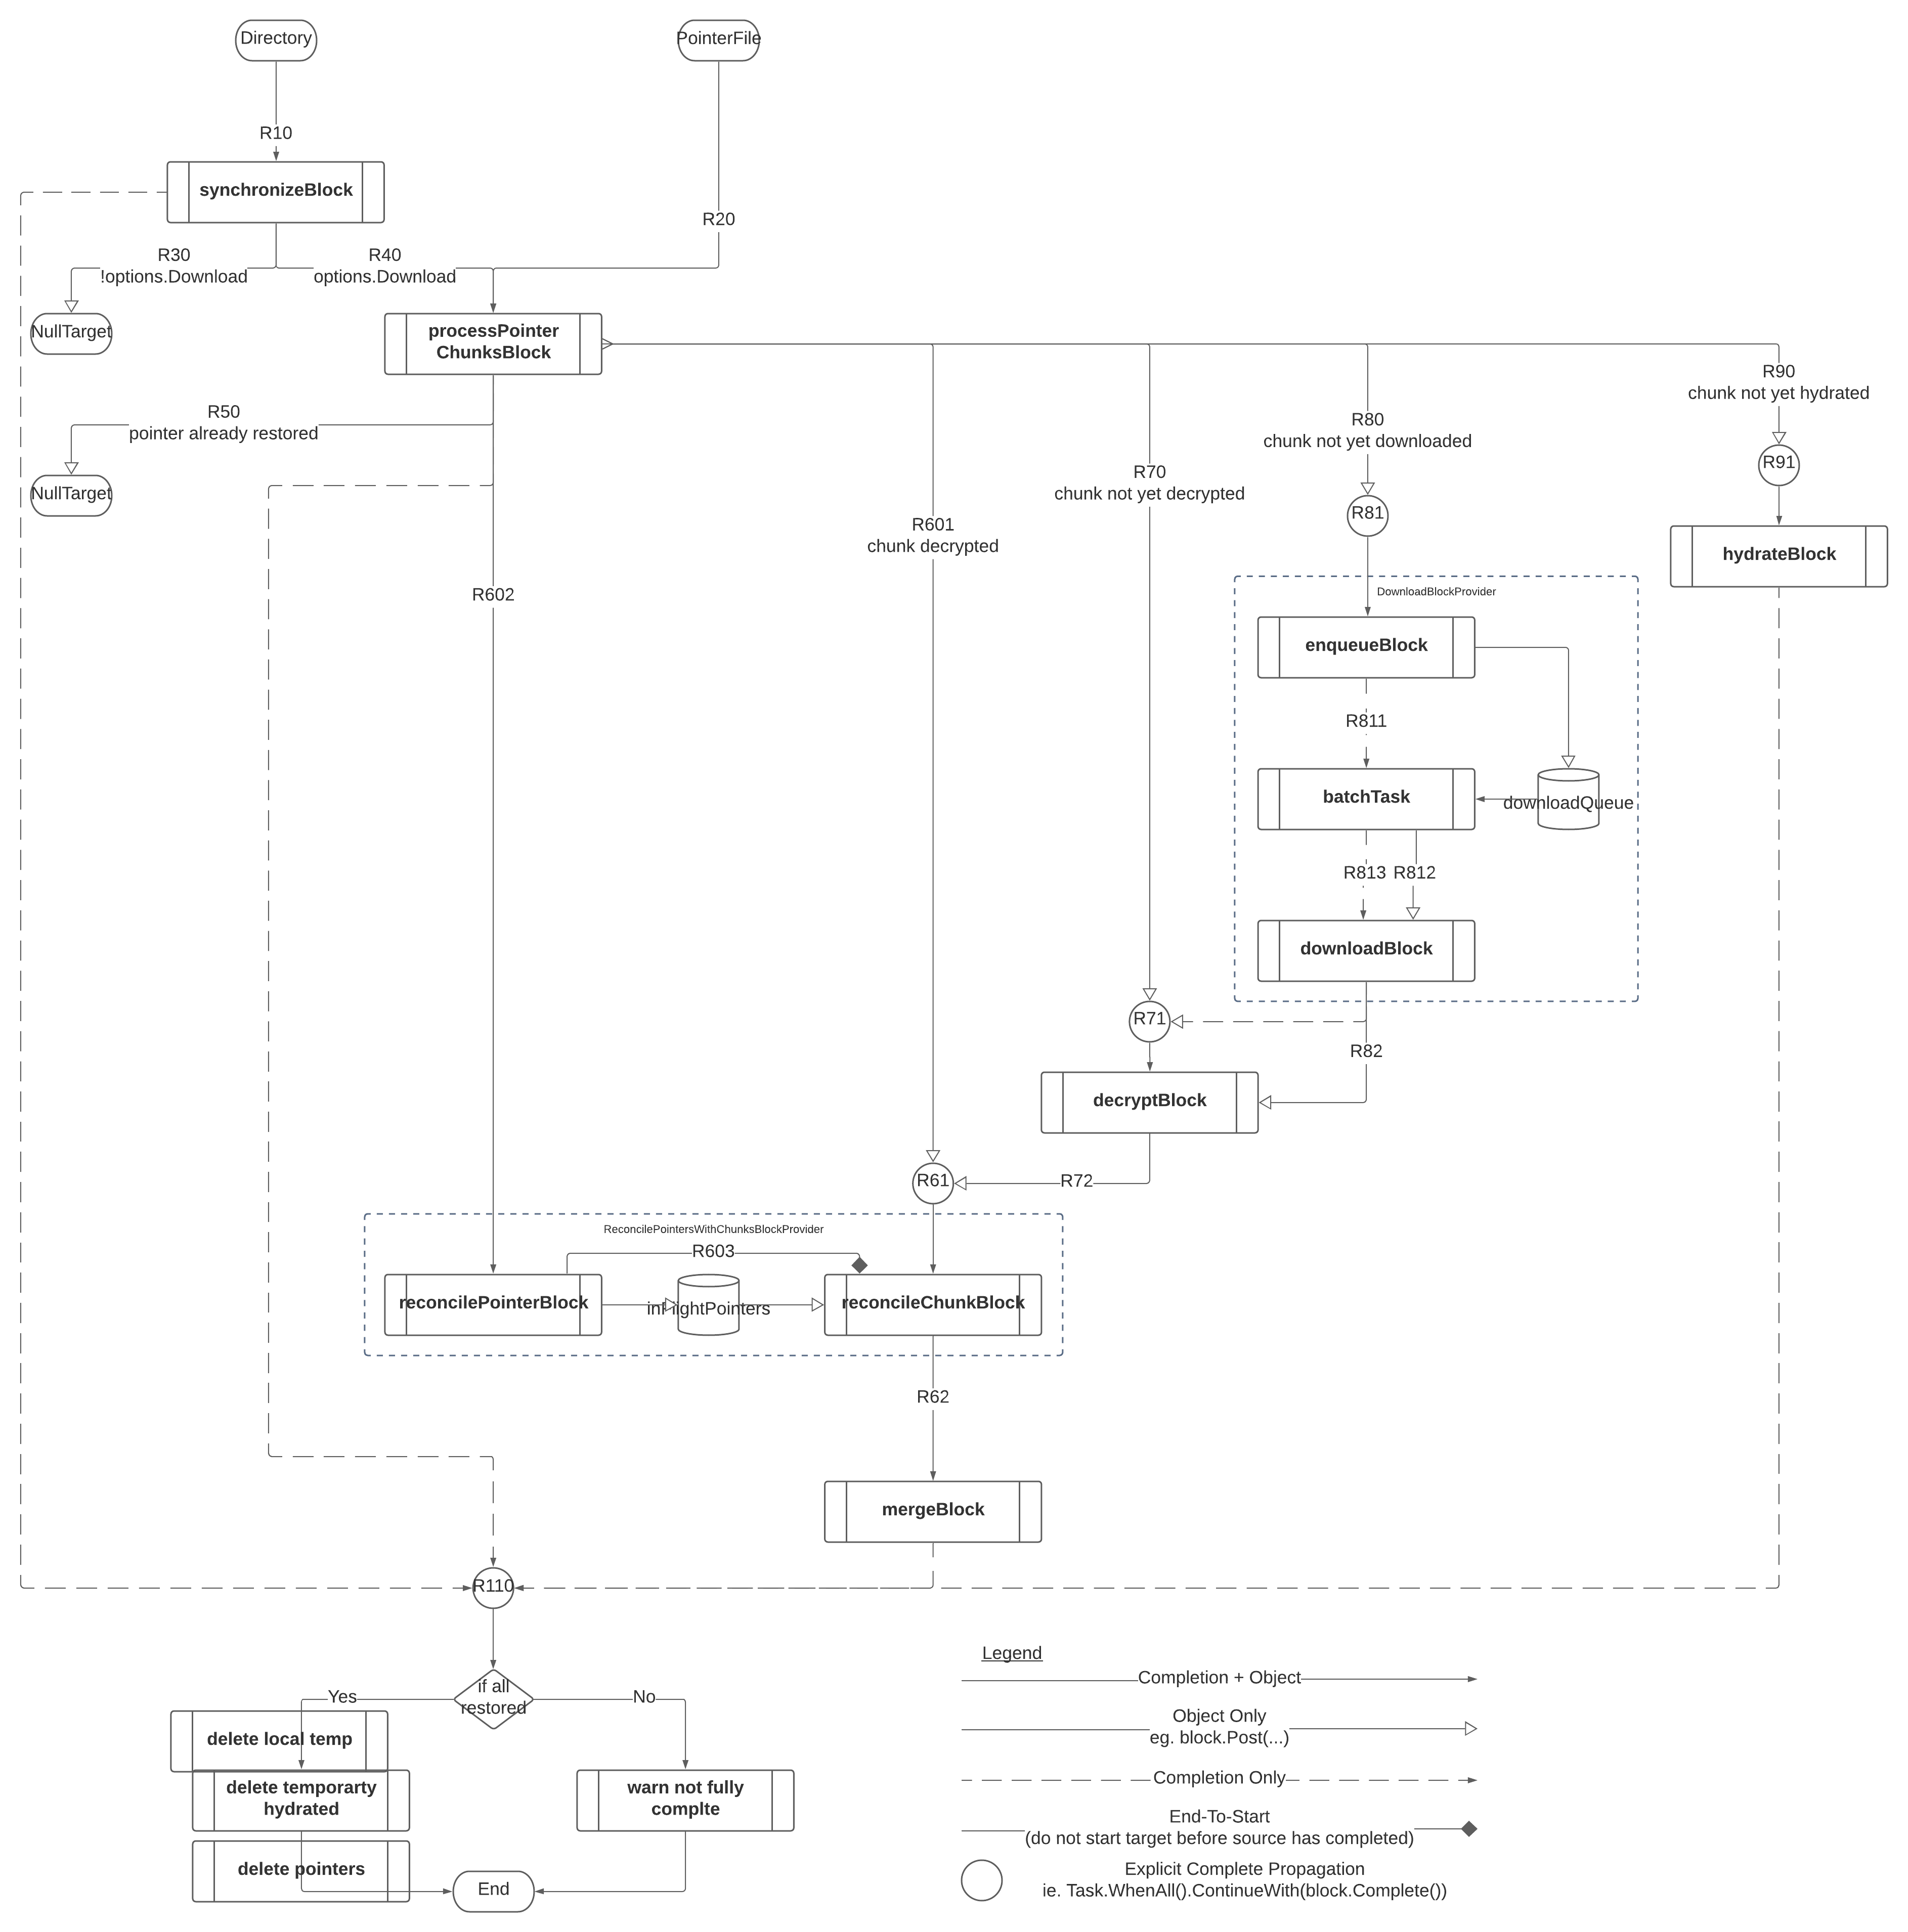 Directory
PointerFile
R10
synchronizeBlock
R20
R30
!options.Download
R40
options.Download
NullTarget
processPointer
ChunksBlock
R90
chunk not yet hydrated
R50
pointer already restored
R80
chunk not yet downloaded
R91
R70
chunk not yet decrypted
NullTarget
R81
R601
chunk decrypted
hydrateBlock
R602
DownloadBlockProvider
enqueueBlock
R811
batchTask
downloadQueue
R813
R812
downloadBlock
R71
R82
decryptBlock
R61
R72
ReconcilePointersWithChunksBlockProvider
R603
reconcilePointerBlock
inFlightPointers
reconcileChunkBlock
R62
mergeBlock
R110
if all
restored
Yes
No
delete local temp
delete temporarty
hydrated
delete pointers
warn not fully
complte
End
Legend
Completion + Object
Object Only
eg. block.Post(...)
Completion Only
End-To-Start
(do not start target before source has completed)
Explicit Complete Propagation
ie. Task.WhenAll().ContinueWith(block.Complete())